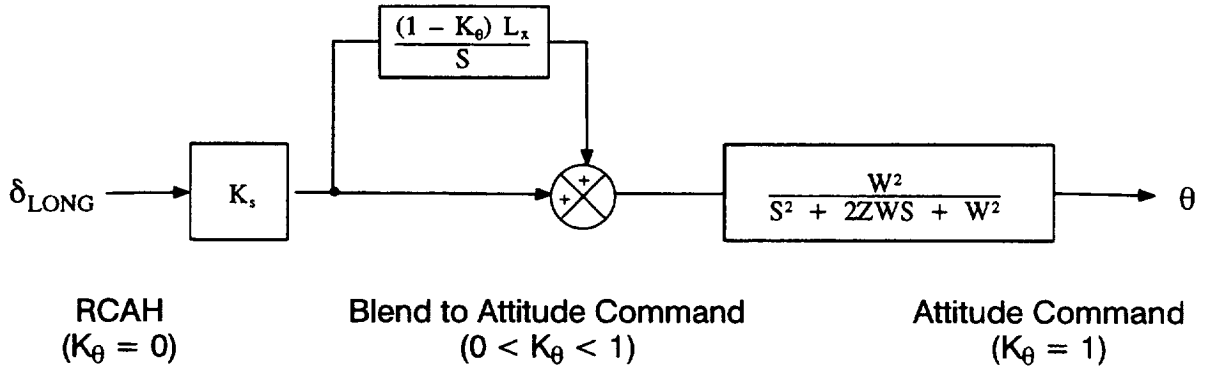 (1 − K_θ) L_x
S
δ_LONG
K_s
+
+
W²
S² + 2ZWS + W²
θ
RCAH
(K_θ = 0)
Blend to Attitude Command
(0 < K_θ < 1)
Attitude Command
(K_θ = 1)